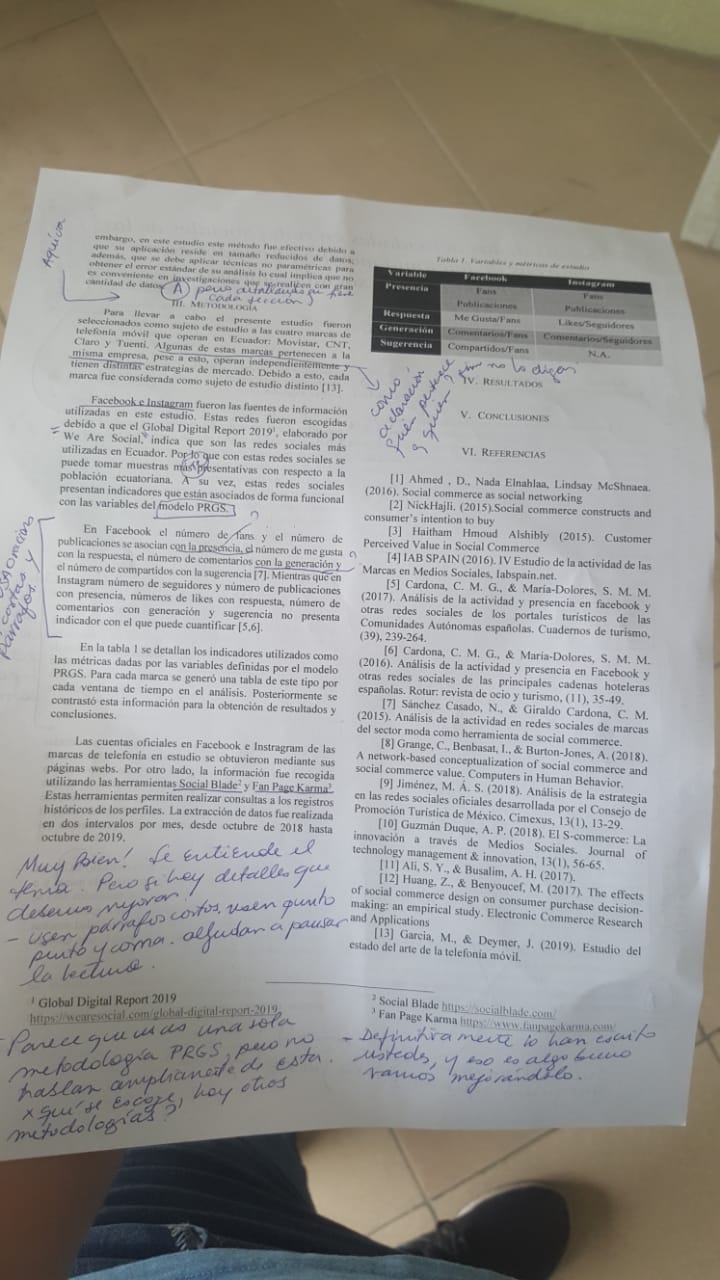 embargo, en este estudio este método fue efectivo debido a
que su aplicación reside en tamaño reducidos de datos;
además, que se debe aplicar técnicas no paramétricas para
obtener el error estándar de su análisis lo cual implica que no
es conveniente en investigaciones que se realicen con gran
cantidad de datos
cada sección
III. METODOLOGÍA
Para llevar a cabo el presente estudio fueron
seleccionados como sujeto de estudio a las cuatro marcas de
telefonía móvil que operan en Ecuador: Movistar, CNT,
Claro y Tuenti. Algunas de estas marcas pertenecen a la
misma empresa, pese a esto, operan independientemente y
tienen distintas estrategias de mercado. Debido a esto, cada
marca fue considerada como sujeto de estudio distinto [13].
Facebook e Instagram fueron las fuentes de información
utilizadas en este estudio. Estas redes fueron escogidas
debido a que el Global Digital Report 2019¹, elaborado por
We Are Social, indica que son las redes sociales más
utilizadas en Ecuador. Por lo que con estas redes sociales se
puede tomar muestras más representativas con respecto a la
población ecuatoriana. A su vez, estas redes sociales
presentan indicadores que están asociados de forma funcional
con las variables del modelo PRGS.
?
En Facebook el número de fans y el número de
publicaciones se asocian con la presencia, el número de me gusta
con la respuesta, el número de comentarios con la generación y
el número de compartidos con la sugerencia [7]. Mientras que en
Instagram número de seguidores y número de publicaciones
con presencia, números de likes con respuesta, número de
comentarios con generación y sugerencia no presenta
indicador con el que puede cuantificar [5,6].
?
cortas y
párrafos.
En la tabla 1 se detallan los indicadores utilizados como
las métricas dadas por las variables definidas por el modelo
PRGS. Para cada marca se generó una tabla de este tipo por
cada ventana de tiempo en el análisis. Posteriormente se
contrastó esta información para la obtención de resultados y
conclusiones.
Las cuentas oficiales en Facebook e Instragram de las
marcas de telefonía en estudio se obtuvieron mediante sus
páginas webs. Por otro lado, la información fue recogida
utilizando las herramientas Social Blade² y Fan Page Karma³.
Estas herramientas permiten realizar consultas a los registros
históricos de los perfiles. La extracción de datos fue realizada
en dos intervalos por mes, desde octubre de 2018 hasta
octubre de 2019.
Muy Bien! Se entiende el
tema. Pero si hay detalles que
debemos mejorar.
- usen párrafos cortos, usen punto
punto y coma. ayudan a pausar
la lectura.
¹ Global Digital Report 2019
https://wearesocial.com/global-digital-report-2019
- Parece que una sola
metodología PRGS, pero no
hablan ampliamente de esta.
x qué se escoge, hay otras
metodologías?
Tabla 1. Variables y métricas de estudio
Variable Facebook Instagram
Presencia Fans Fans
Publicaciones Publicaciones
Respuesta Me Gusta/Fans Likes/Seguidores
Generación Comentarios/Fans Comentarios/Seguidores
Sugerencia Compartidos/Fans N.A.
como
aclaración
quien pertenece
a quien? no lo digan
IV. RESULTADOS
V. CONCLUSIONES
VI. REFERENCIAS
[1] Ahmed , D., Nada Elnahlaa, Lindsay McShnaea.
(2016). Social commerce as social networking
[2] NickHajli. (2015).Social commerce constructs and
consumer's intention to buy
[3] Haitham Hmoud Alshibly (2015). Customer
Perceived Value in Social Commerce
[4] IAB SPAIN (2016). IV Estudio de la actividad de las
Marcas en Medios Sociales, Iabspain.net.
[5] Cardona, C. M. G., & María-Dolores, S. M. M.
(2017). Análisis de la actividad y presencia en facebook y
otras redes sociales de los portales turísticos de las
Comunidades Autónomas españolas. Cuadernos de turismo,
(39), 239-264.
[6] Cardona, C. M. G., & María-Dolores, S. M. M.
(2016). Análisis de la actividad y presencia en Facebook y
otras redes sociales de las principales cadenas hoteleras
españolas. Rotur: revista de ocio y turismo, (11), 35-49.
[7] Sánchez Casado, N., & Giraldo Cardona, C. M.
(2015). Análisis de la actividad en redes sociales de marcas
del sector moda como herramienta de social commerce.
[8] Grange, C., Benbasat, I., & Burton-Jones, A. (2018).
A network-based conceptualization of social commerce and
social commerce value. Computers in Human Behavior.
[9] Jiménez, M. Á. S. (2018). Análisis de la estrategia
en las redes sociales oficiales desarrollada por el Consejo de
Promoción Turística de México. Cimexus, 13(1), 13-29.
[10] Guzmán Duque, A. P. (2018). El S-commerce: La
innovación a través de Medios Sociales. Journal of
technology management & innovation, 13(1), 56-65.
[11] Ali, S. Y., & Busalim, A. H. (2017).
[12] Huang, Z., & Benyoucef, M. (2017). The effects
of social commerce design on consumer purchase decision-
making: an empirical study. Electronic Commerce Research
and Applications
[13] Garcia, M., & Deymer, J. (2019). Estudio del
estado del arte de la telefonía móvil.
² Social Blade https://socialblade.com/
³ Fan Page Karma https://www.fanpagekarma.com/
- Definitivamente lo han escrito
ustedes, y eso es algo bueno
vamos mejorándolo.